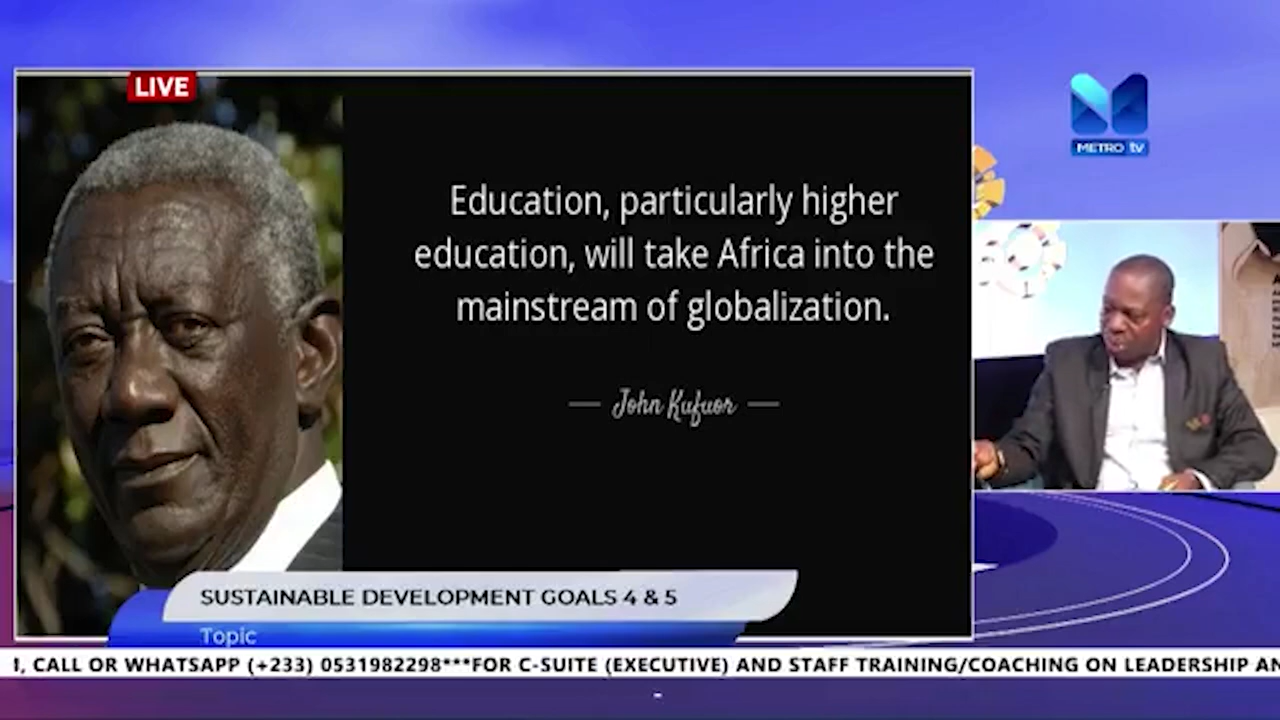 LIVE
METRO tv
Education, particularly higher
education, will take Africa into the
mainstream of globalization.
— John Kufuor —
SUSTAINABLE DEVELOPMENT GOALS 4 & 5
Topic
CALL OR WHATSAPP (+233) 0531982298***FOR C-SUITE (EXECUTIVE) AND STAFF TRAINING/COACHING ON LEADERSHIP
-